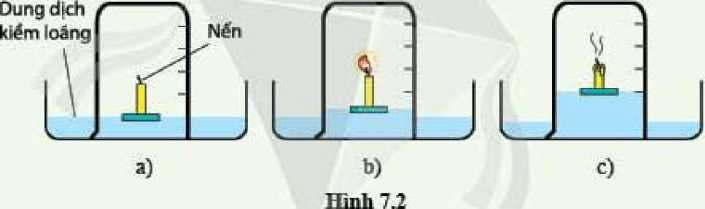 Dung dịch
kiềm loãng
Nến
a)
b)
c)
Hình 7.2